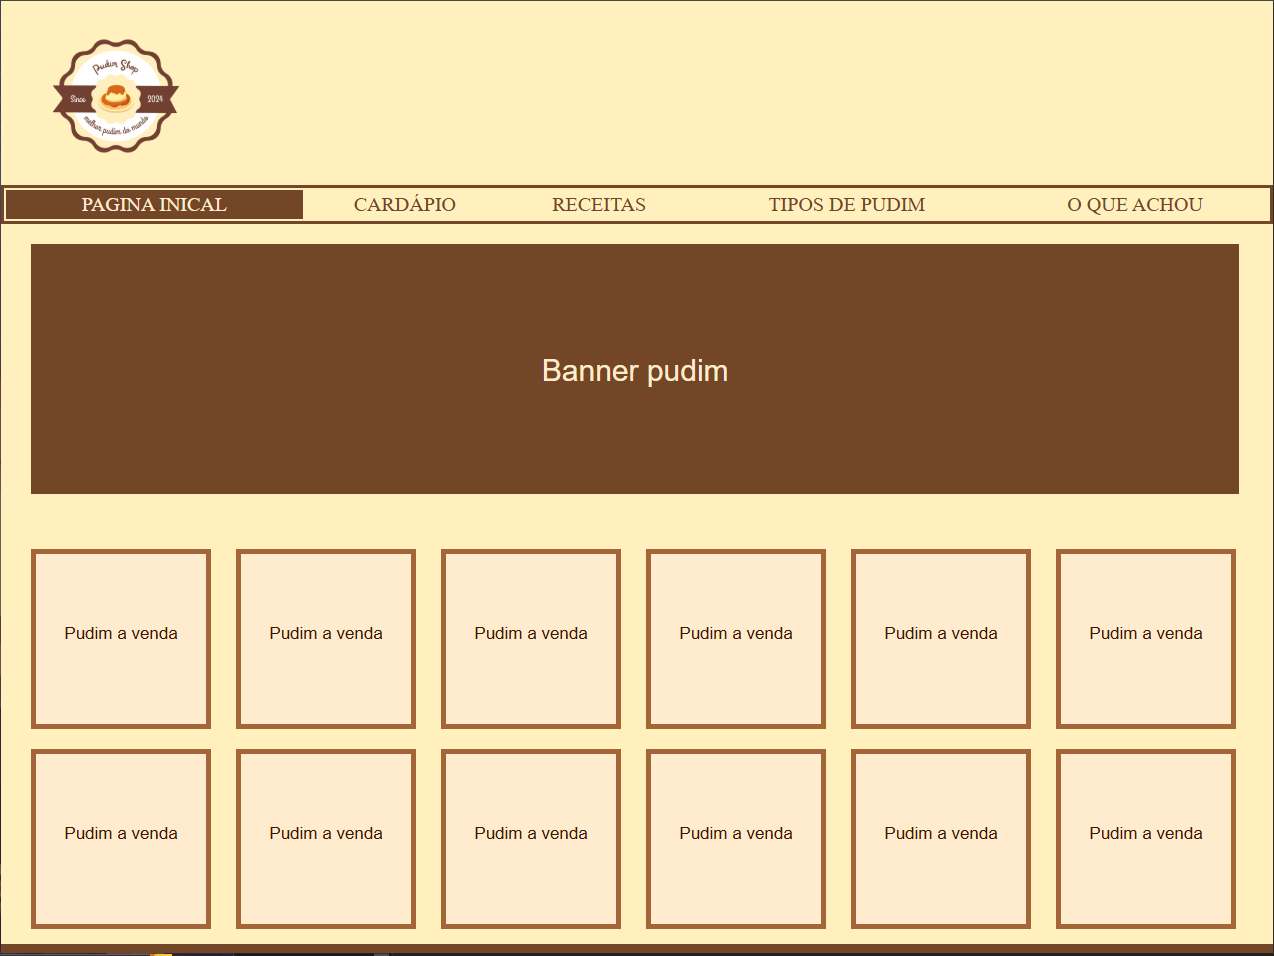 Pudim Shop
Since 2024
melhor pudim do mundo
PAGINA INICAL CARDÁPIO RECEITAS TIPOS DE PUDIM O QUE ACHOU
Banner pudim
Pudim a venda Pudim a venda Pudim a venda Pudim a venda Pudim a venda Pudim a venda
Pudim a venda Pudim a venda Pudim a venda Pudim a venda Pudim a venda Pudim a venda